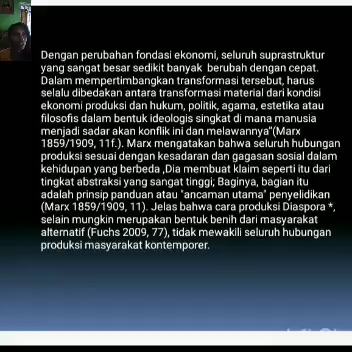 Dengan perubahan fondasi ekonomi, seluruh suprastruktur
yang sangat besar sedikit banyak berubah dengan cepat.
Dalam mempertimbangkan transformasi tersebut, harus
selalu dibedakan antara transformasi material dari kondisi
ekonomi produksi dan hukum, politik, agama, estetika atau
filosofis dalam bentuk ideologis singkat di mana manusia
menjadi sadar akan konflik ini dan melawannya"(Marx
1859/1909, 11f.). Marx mengatakan bahwa seluruh hubungan
produksi sesuai dengan kesadaran dan gagasan sosial dalam
kehidupan yang berbeda ,Dia membuat klaim seperti itu dari
tingkat abstraksi yang sangat tinggi; Baginya, bagian itu
adalah prinsip panduan atau "ancaman utama" penyelidikan
(Marx 1859/1909, 11). Jelas bahwa cara produksi Diaspora *,
selain mungkin merupakan bentuk benih dari masyarakat
alternatif (Fuchs 2009, 77), tidak mewakili seluruh hubungan
produksi masyarakat kontemporer.